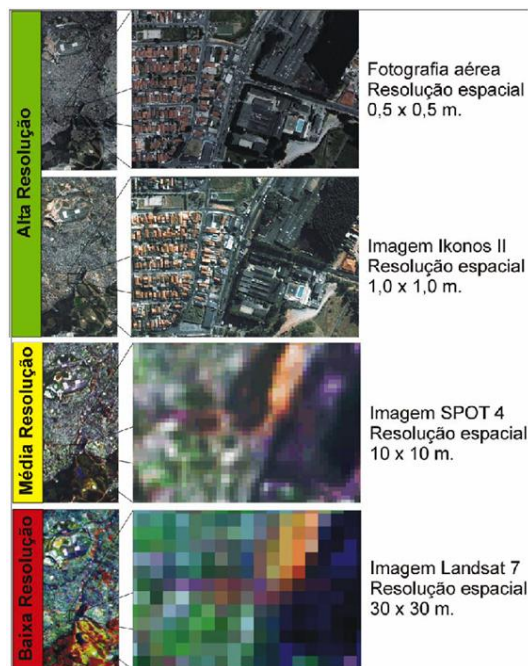 Alta Resolução
Fotografia aérea
Resolução espacial
0,5 x 0,5 m.
Imagem Ikonos II
Resolução espacial
1,0 x 1,0 m.
Média Resolução
Imagem SPOT 4
Resolução espacial
10 x 10 m.
Baixa Resolução
Imagem Landsat 7
Resolução espacial
30 x 30 m.